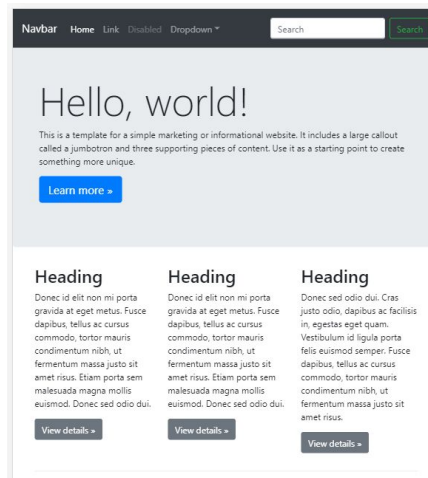 Navbar Home Link Disabled Dropdown Search Search
Hello, world!
This is a template for a simple marketing or informational website. It includes a large callout
called a jumbotron and three supporting pieces of content. Use it as a starting point to create
something more unique.
Learn more »
Heading
Donec id elit non mi porta
gravida at eget metus. Fusce
dapibus, tellus ac cursus
commodo, tortor mauris
condimentum nibh, ut
fermentum massa justo sit
amet risus. Etiam porta sem
malesuada magna mollis
euismod. Donec sed odio dui.
View details »
Heading
Donec id elit non mi porta
gravida at eget metus. Fusce
dapibus, tellus ac cursus
commodo, tortor mauris
condimentum nibh, ut
fermentum massa justo sit
amet risus. Etiam porta sem
malesuada magna mollis
euismod. Donec sed odio dui.
View details »
Heading
Donec sed odio dui. Cras
justo odio, dapibus ac facilisis
in, egestas eget quam.
Vestibulum id ligula porta
felis euismod semper. Fusce
dapibus, tellus ac cursus
commodo, tortor mauris
condimentum nibh, ut
fermentum massa justo sit
amet risus.
View details »